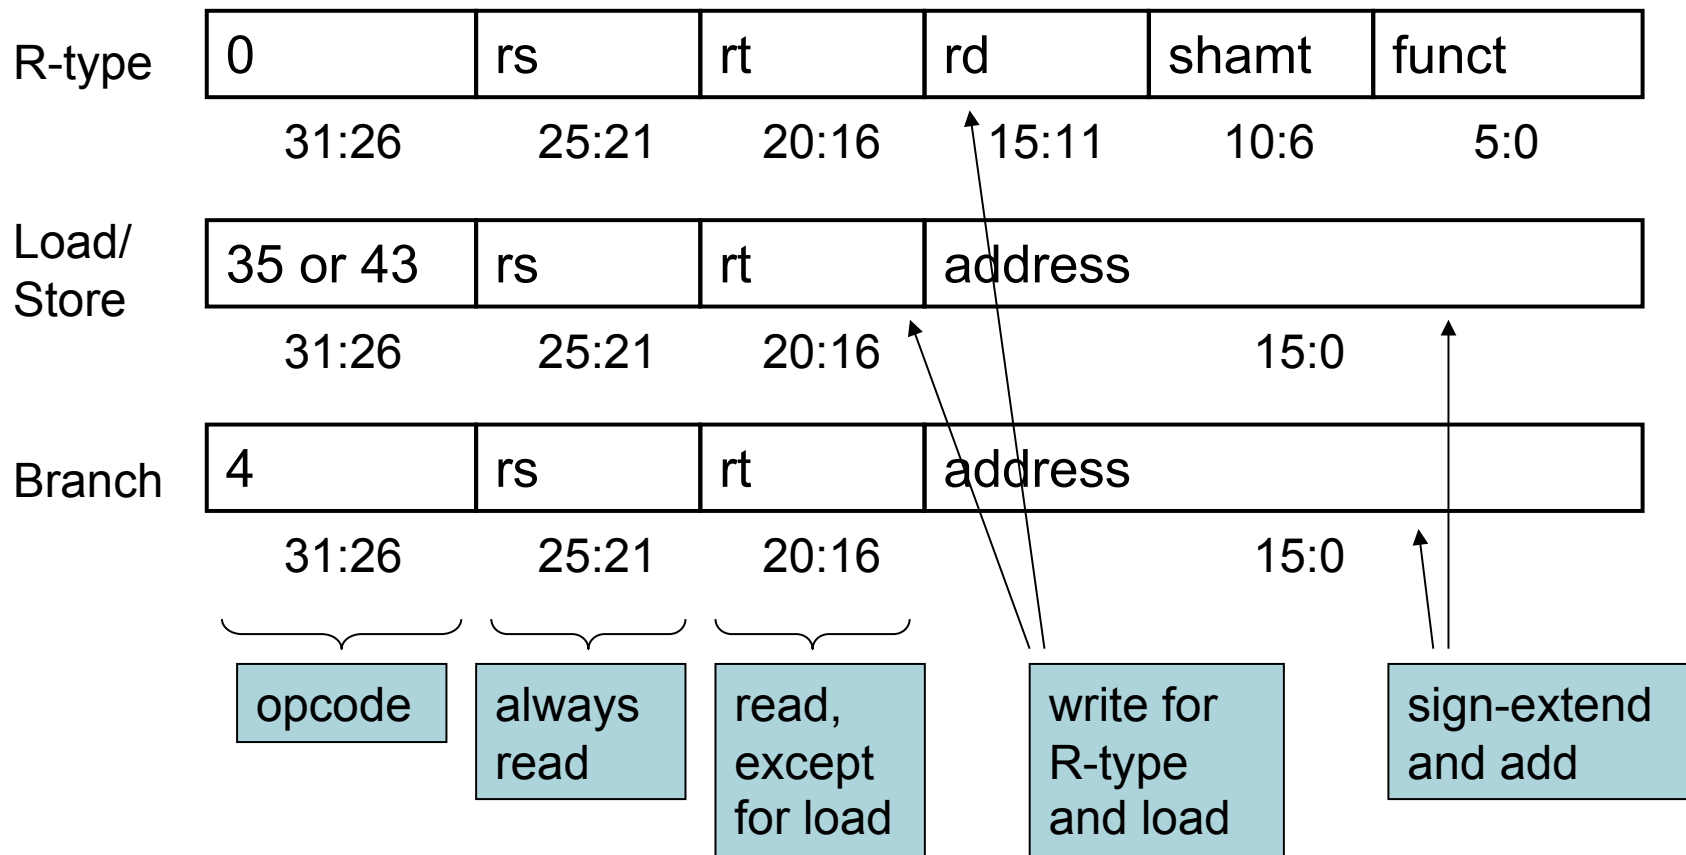 R-type 0 rs rt rd shamt funct
31:26 25:21 20:16 15:11 10:6 5:0
Load/
Store
35 or 43 rs rt address
31:26 25:21 20:16 15:0
Branch 4 rs rt address
31:26 25:21 20:16 15:0
opcode
always
read
read,
except
for load
write for
R-type
and load
sign-extend
and add